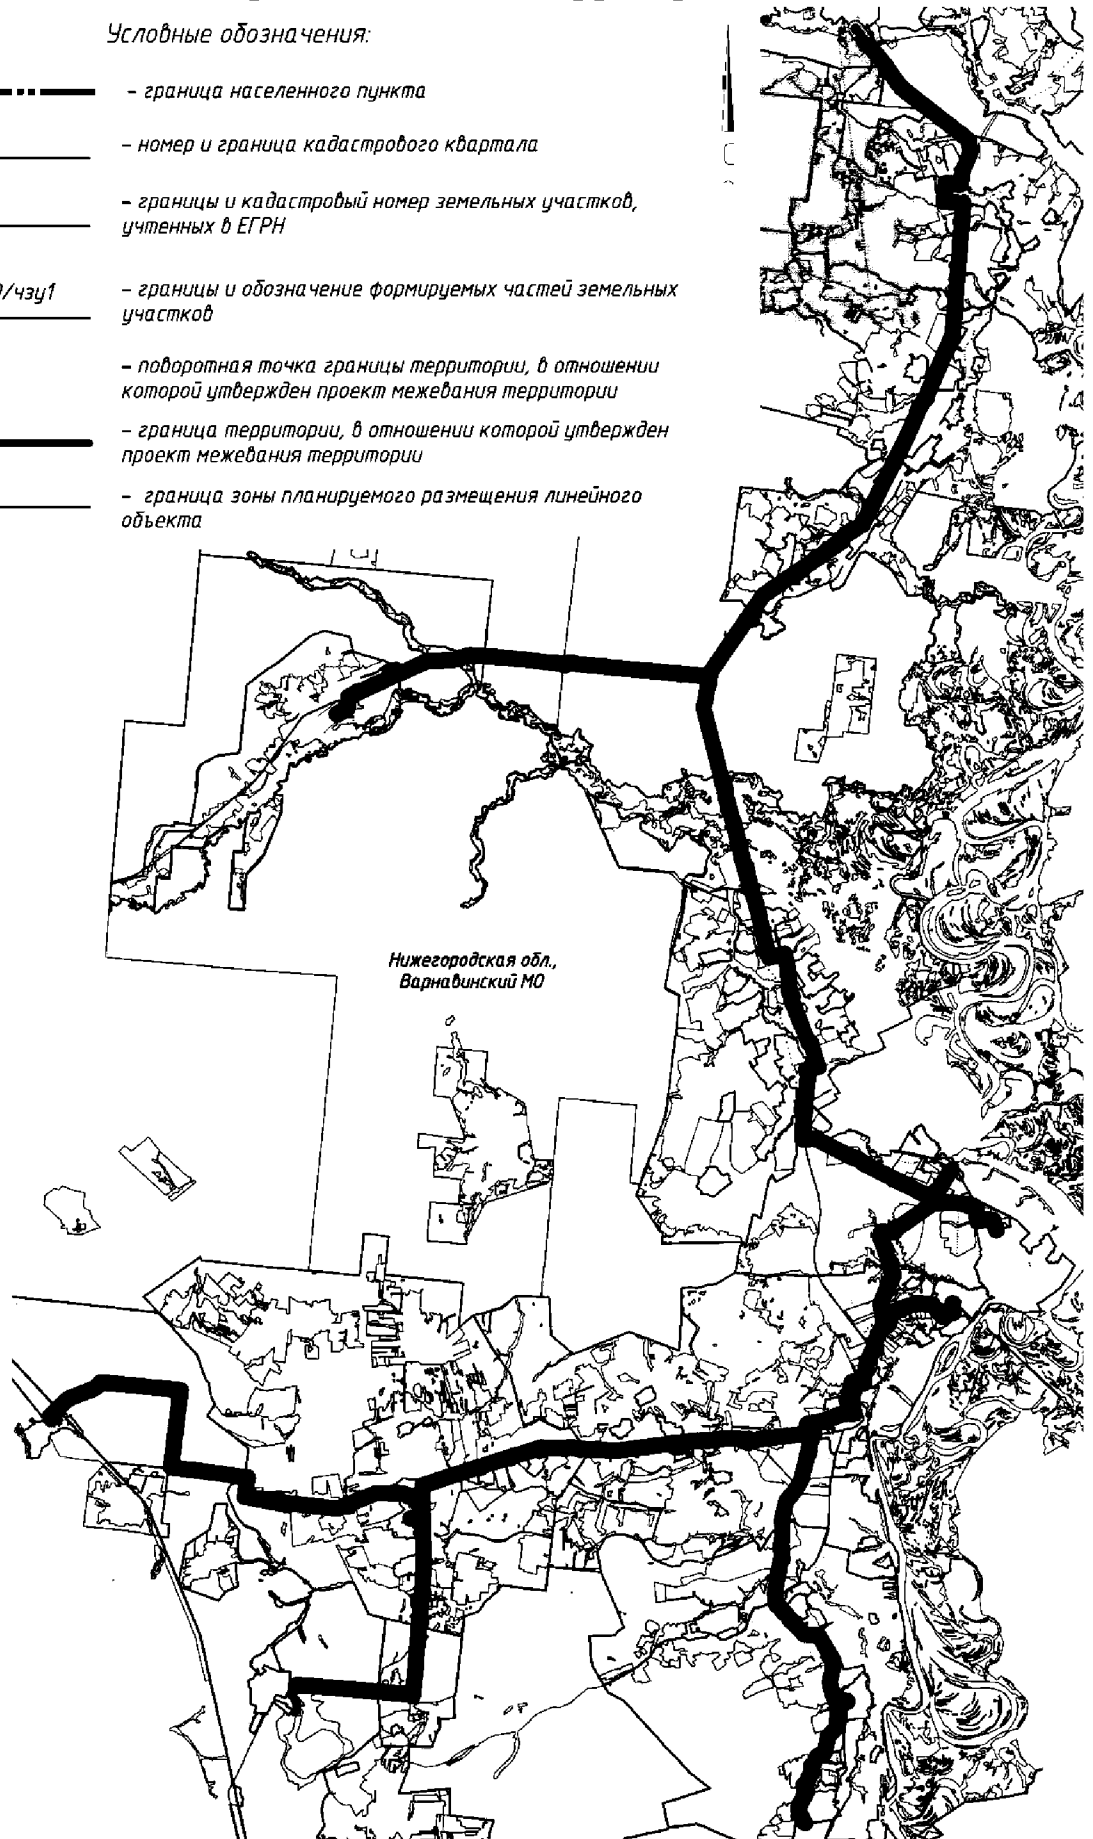 Условные обозначения:
- граница населенного пункта
- номер и граница кадастрового квартала
- границы и кадастровый номер земельных участков,
учтенных в ЕГРН
/чзу1
- границы и обозначение формируемых частей земельных
участков
- поворотная точка границы территории, в отношении
которой утвержден проект межевания территории
- граница территории, в отношении которой утвержден
проект межевания территории
- граница зоны планируемого размещения линейного
объекта
Нижегородская обл.,
Варнавинский МО